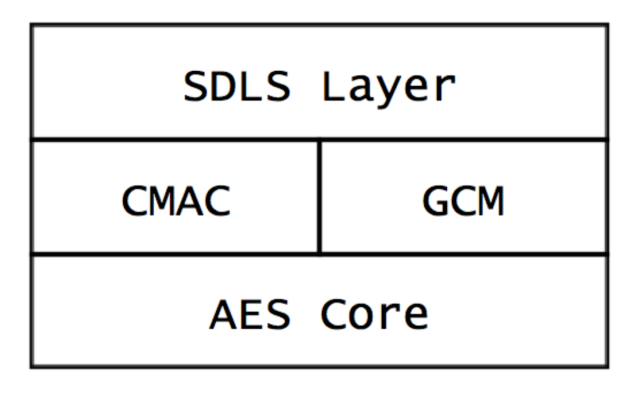 SDLS Layer
CMAC
GCM
AES Core